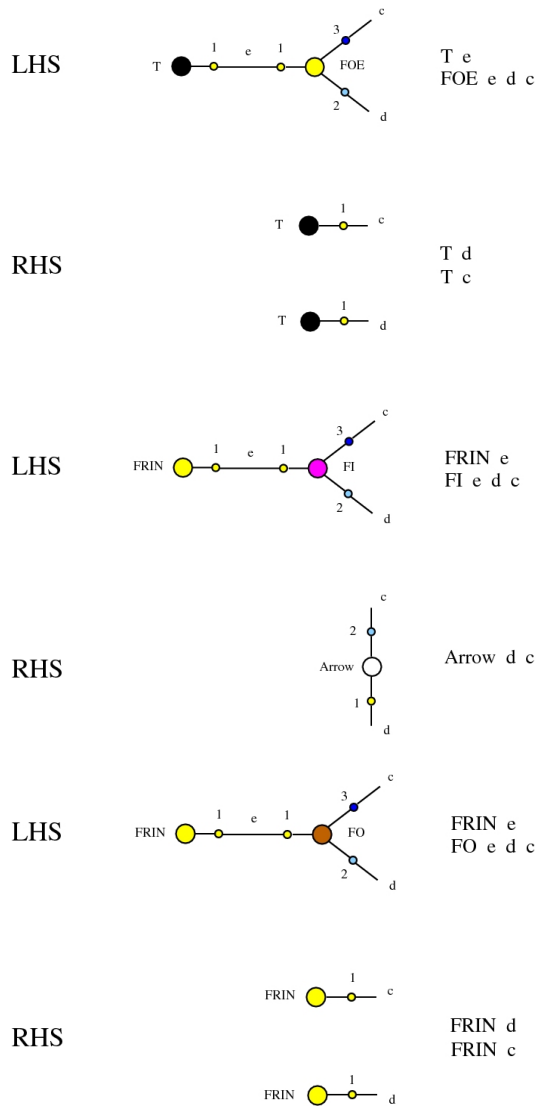 3 c
1 e 1
LHS T FOE T e
FOE e d c
2 d
1 c
T
RHS T d
T c
1
T d
c
3
1 e 1
LHS FRIN FI FRIN e
FI e d c
2
d
c
2
RHS Arrow Arrow d c
1
d
c
3
1 e 1
LHS FRIN FO FRIN e
FO e d c
2
d
1
FRIN c
RHS FRIN d
FRIN c
1
FRIN d